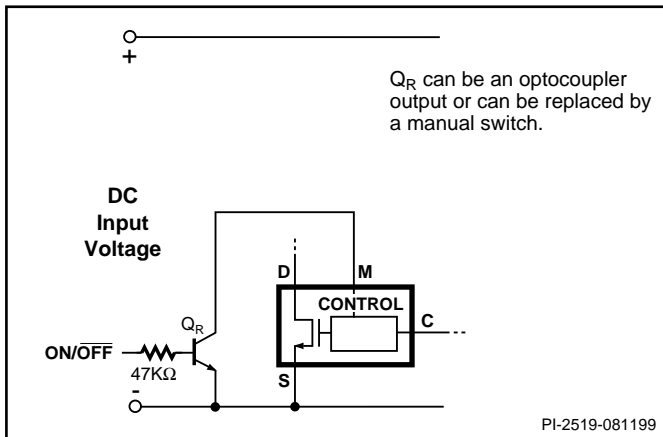 +
QR can be an optocoupler
output or can be replaced by
a manual switch.
DC
Input
Voltage
D
M
CONTROL
C
QR
ON/OFF
47KΩ
S
-
PI-2519-081199